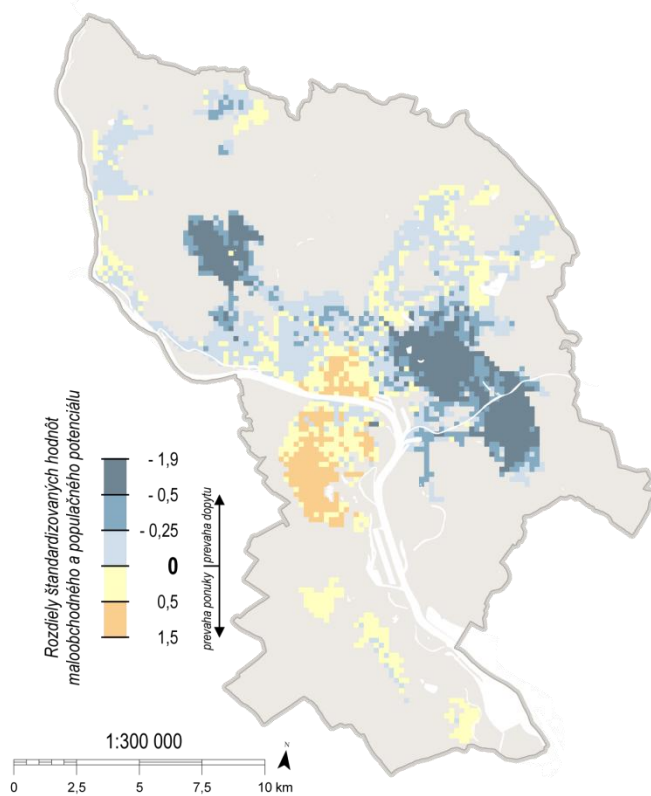 Rozdiely štandardizovaných hodnôt
maloobchodného a populačného potenciálu
- 1,9
- 0,5
- 0,25
0
0,5
1,5
prevaha dopytu
prevaha ponuky
1:300 000
N
0 2,5 5 7,5 10 km